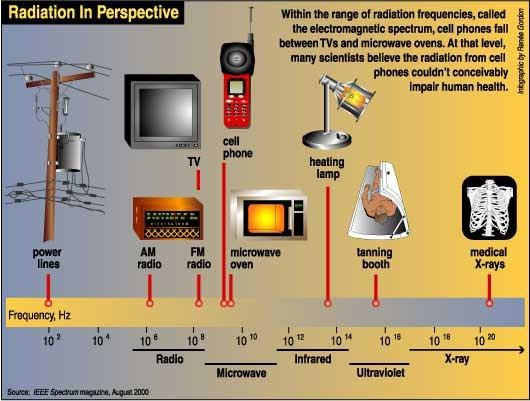 Radiation In Perspective
Within the range of radiation frequencies, called
the electromagnetic spectrum, cell phones fall
between TVs and microwave ovens. At that level,
many scientists believe the radiation from cell
phones couldn't conceivably
impair human health.
Infographic by Renée Gordon
TV
cell
phone
heating
lamp
power
lines
AM
radio
FM
radio
microwave
oven
tanning
booth
medical
X-rays
Frequency, Hz
10 2
10 4
10 6
10 8
10 10
10 12
10 14
10 16
10 18
10 20
Radio
Microwave
Infrared
Ultraviolet
X-ray
Source: IEEE Spectrum magazine, August 2000